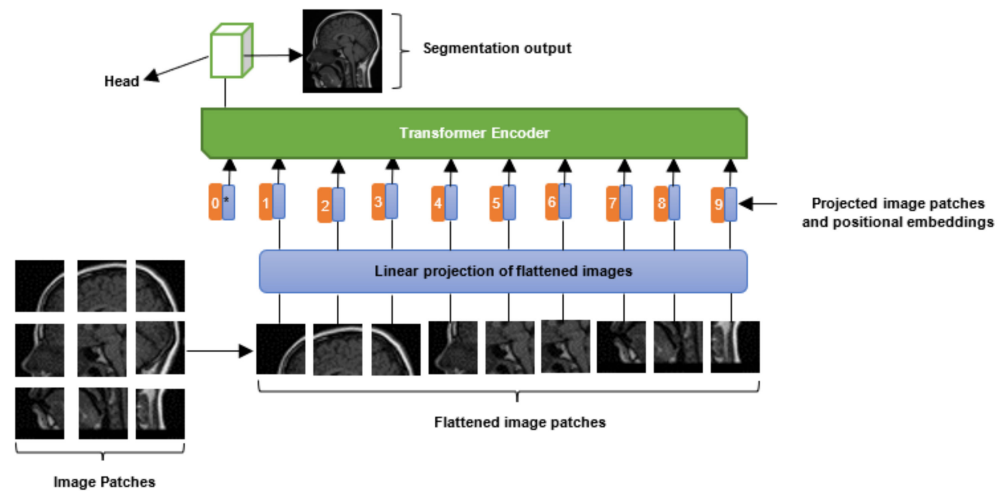 Segmentation output
Head
Transformer Encoder
0 * 1 2 3 4 5 6 7 8 9
Projected image patches
and positional embeddings
Linear projection of flattened images
Flattened image patches
Image Patches